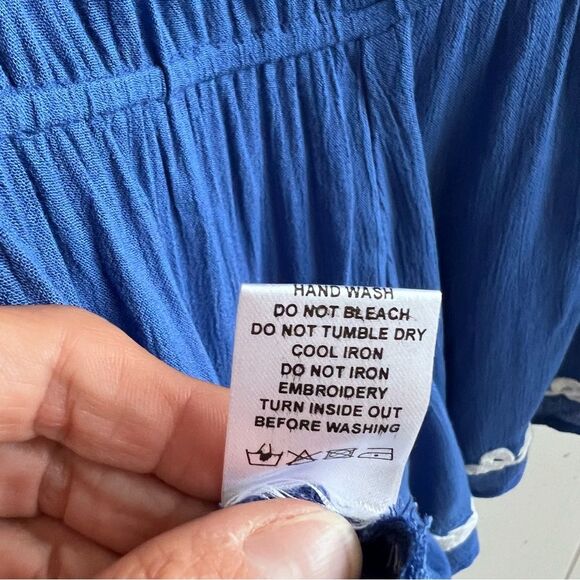 HAND WASH
DO NOT BLEACH
DO NOT TUMBLE DRY
COOL IRON
DO NOT IRON
EMBROIDERY
TURN INSIDE OUT
BEFORE WASHING